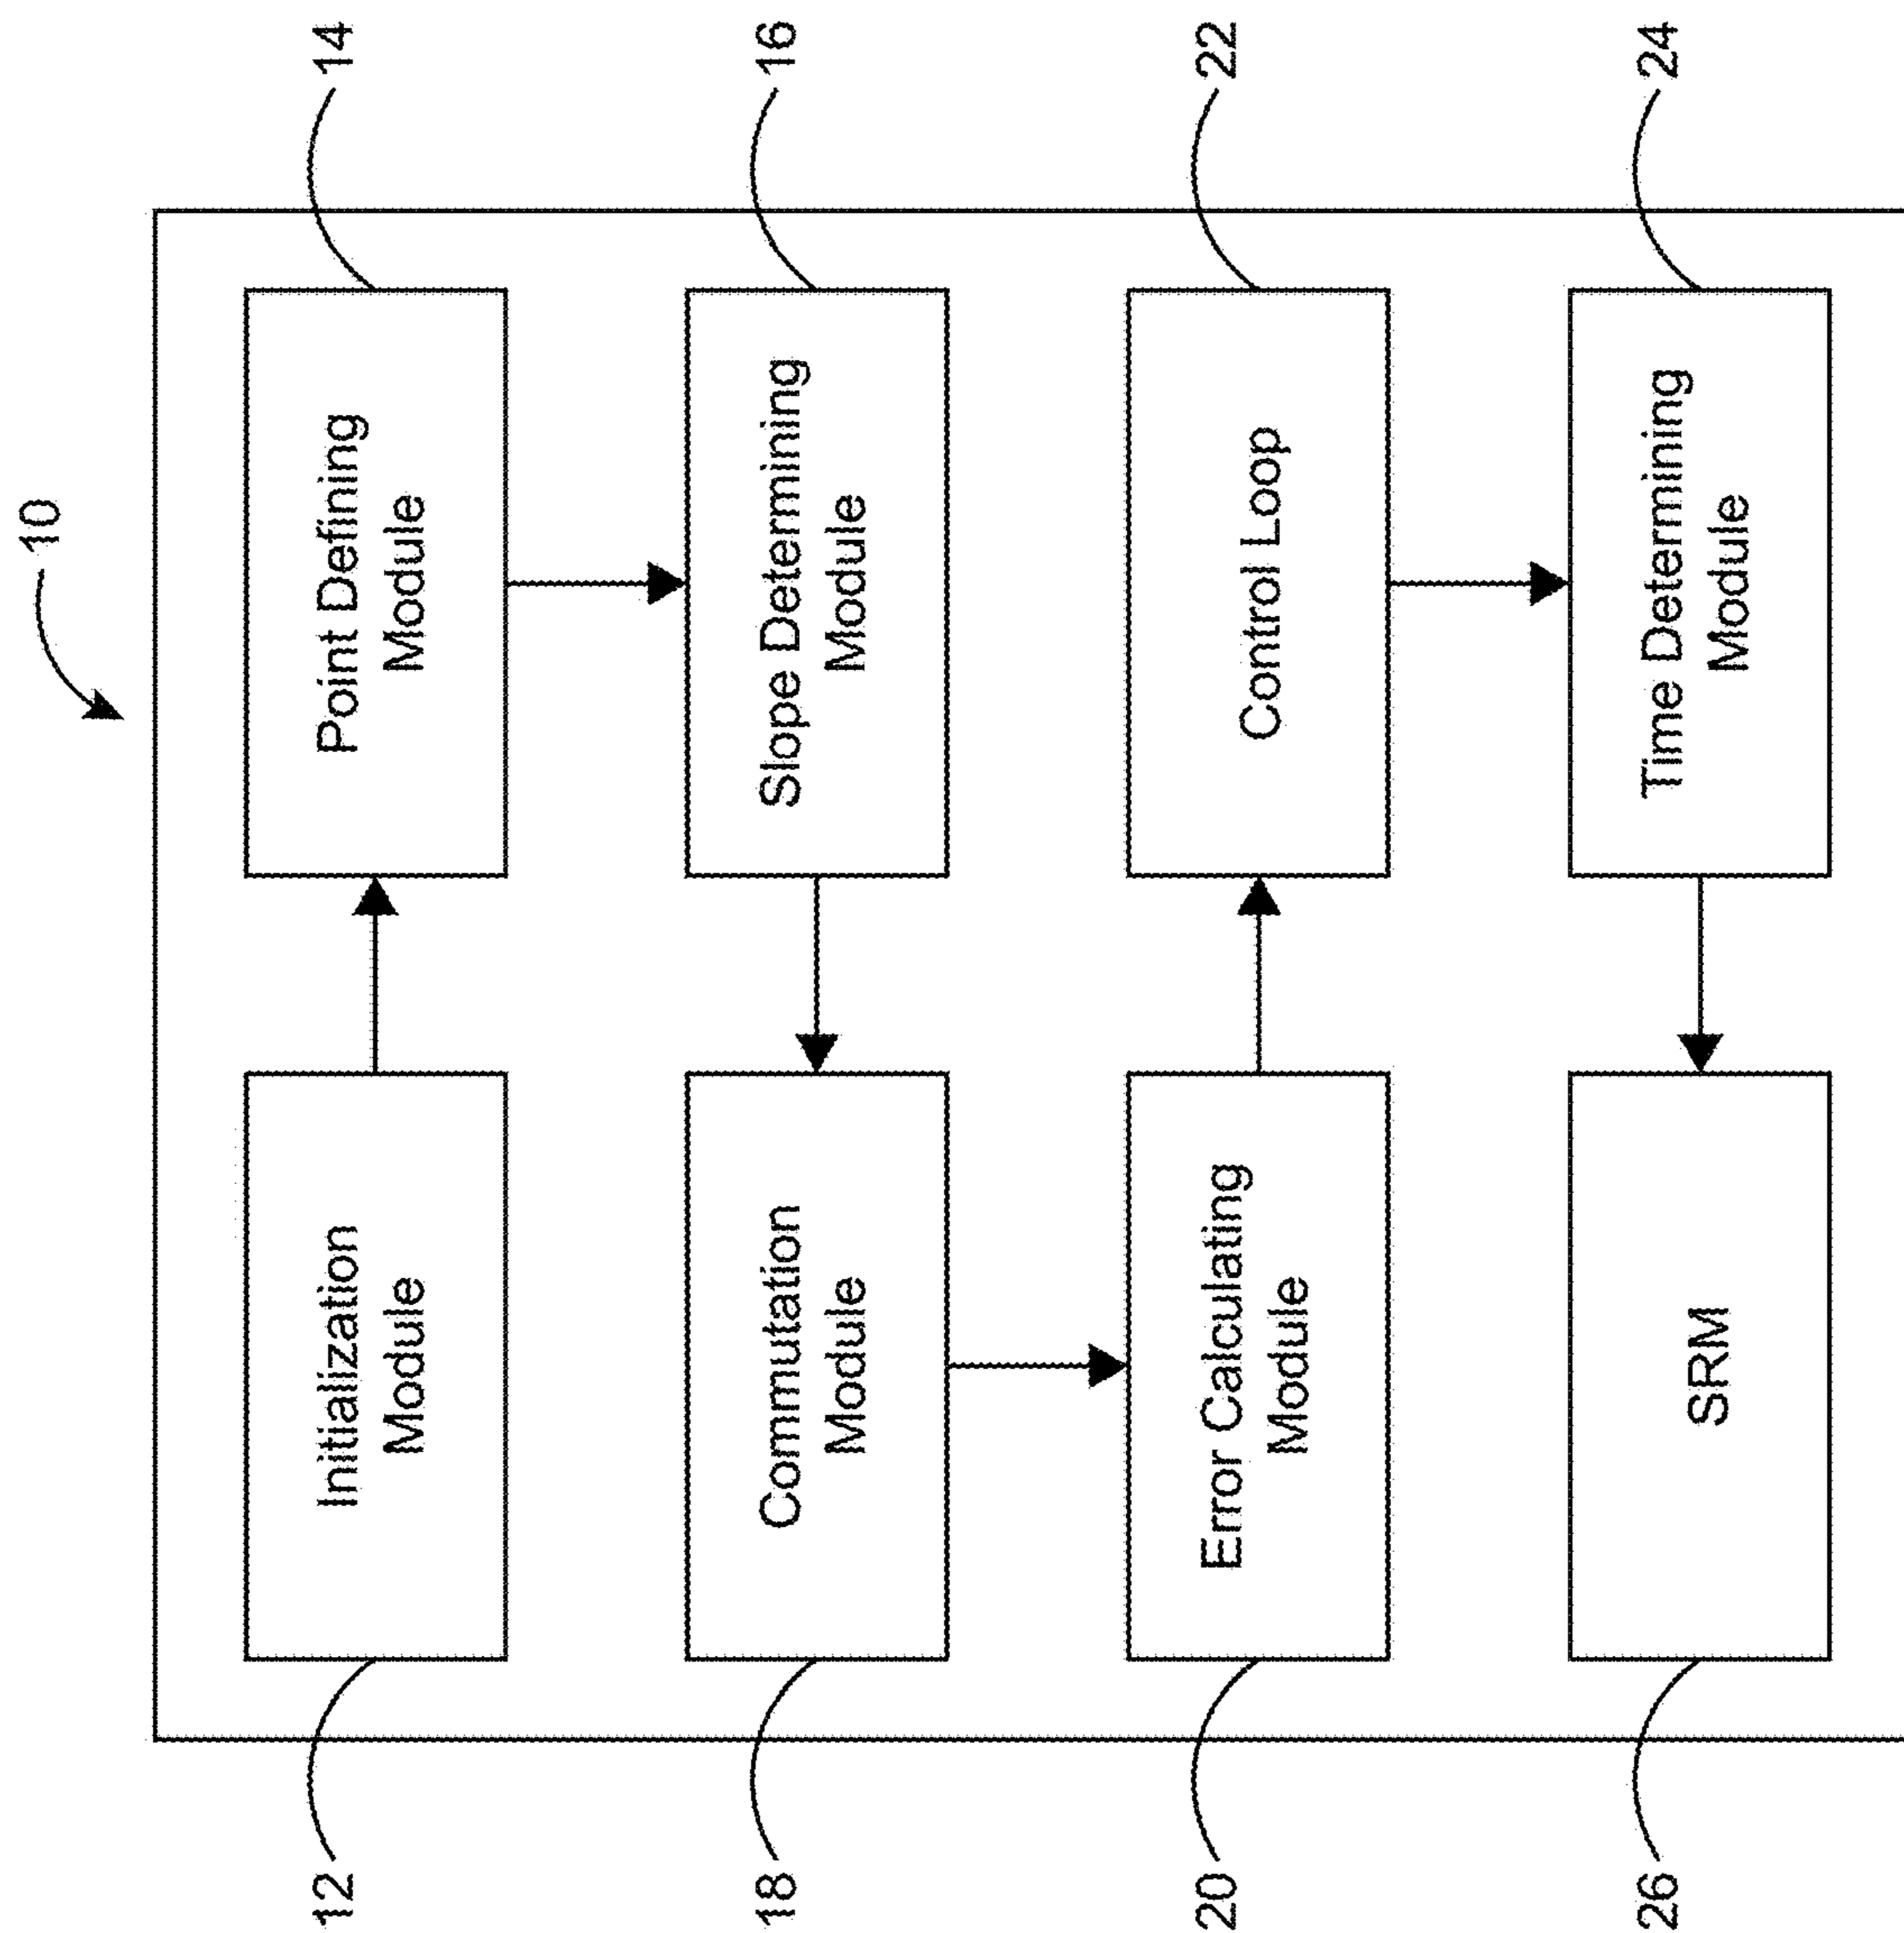 10
12
Initialization
Module
Point Defining
Module
14
18
Commutation
Module
Slope Determining
Module
16
20
Error Calculating
Module
Control Loop
22
26
SRM
Time Determining
Module
24